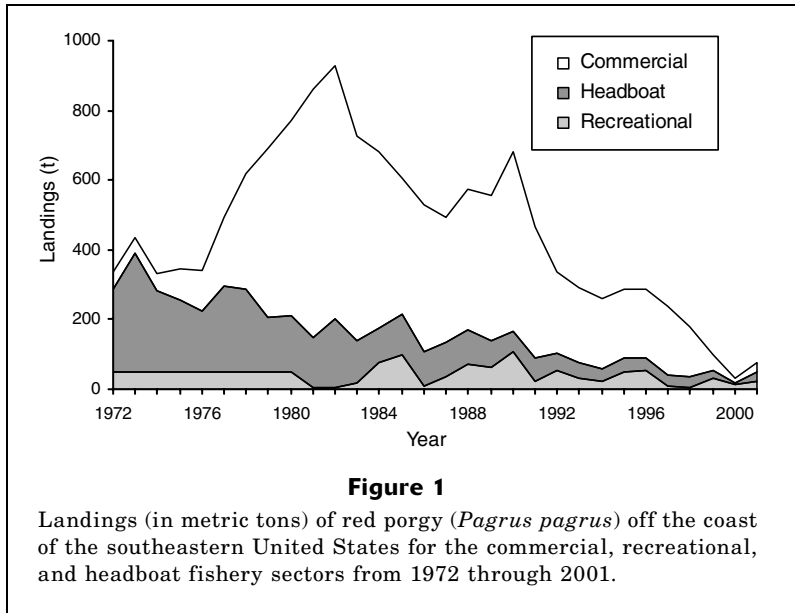 1000
800
600
400
200
0
Landings (t)
Commercial
Headboat
Recreational
1972 1976 1980 1984 1988 1992 1996 2000
Year
Figure 1
Landings (in metric tons) of red porgy (Pagrus pagrus) off the coast
of the southeastern United States for the commercial, recreational,
and headboat fishery sectors from 1972 through 2001.